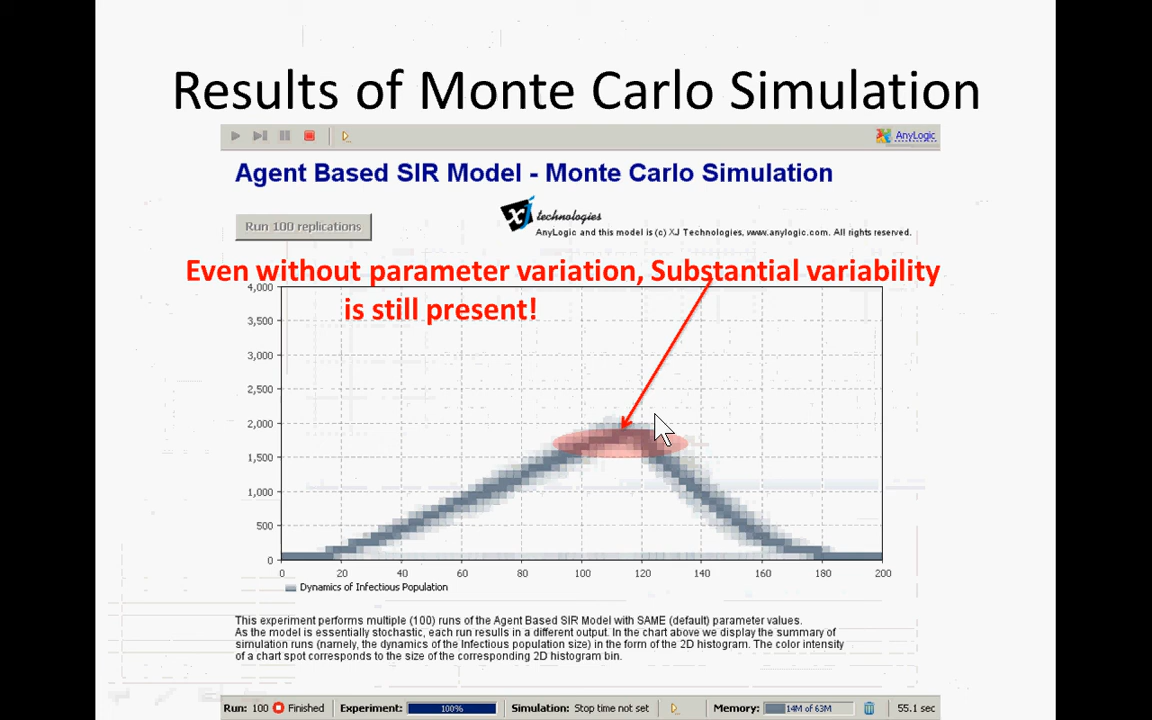 Results of Monte Carlo Simulation
AnyLogic
Agent Based SIR Model - Monte Carlo Simulation
Run 100 replications
xj technologies
AnyLogic and this model is (c) XJ Technologies, www.anylogic.com. All rights reserved.
Even without parameter variation, Substantial variability
is still present!
4,000
3,500
3,000
2,500
2,000
1,500
1,000
500
0
0 20 40 60 80 100 120 140 160 180 200
Dynamics of Infectious Population
This experiment performs multiple (100) runs of the Agent Based SIR Model with SAME (default) parameter values.
As the model is essentially stochastic, each run results in a different output. In the chart above we display the summary of
simulation runs (namely, the dynamics of the Infectious population size) in the form of the 2D histogram. The color intensity
of a chart spot corresponds to the size of the corresponding 2D histogram bin.
Run: 100 Finished Experiment: 100% Simulation: Stop time not set Memory: 14M of 63M 55.1 sec